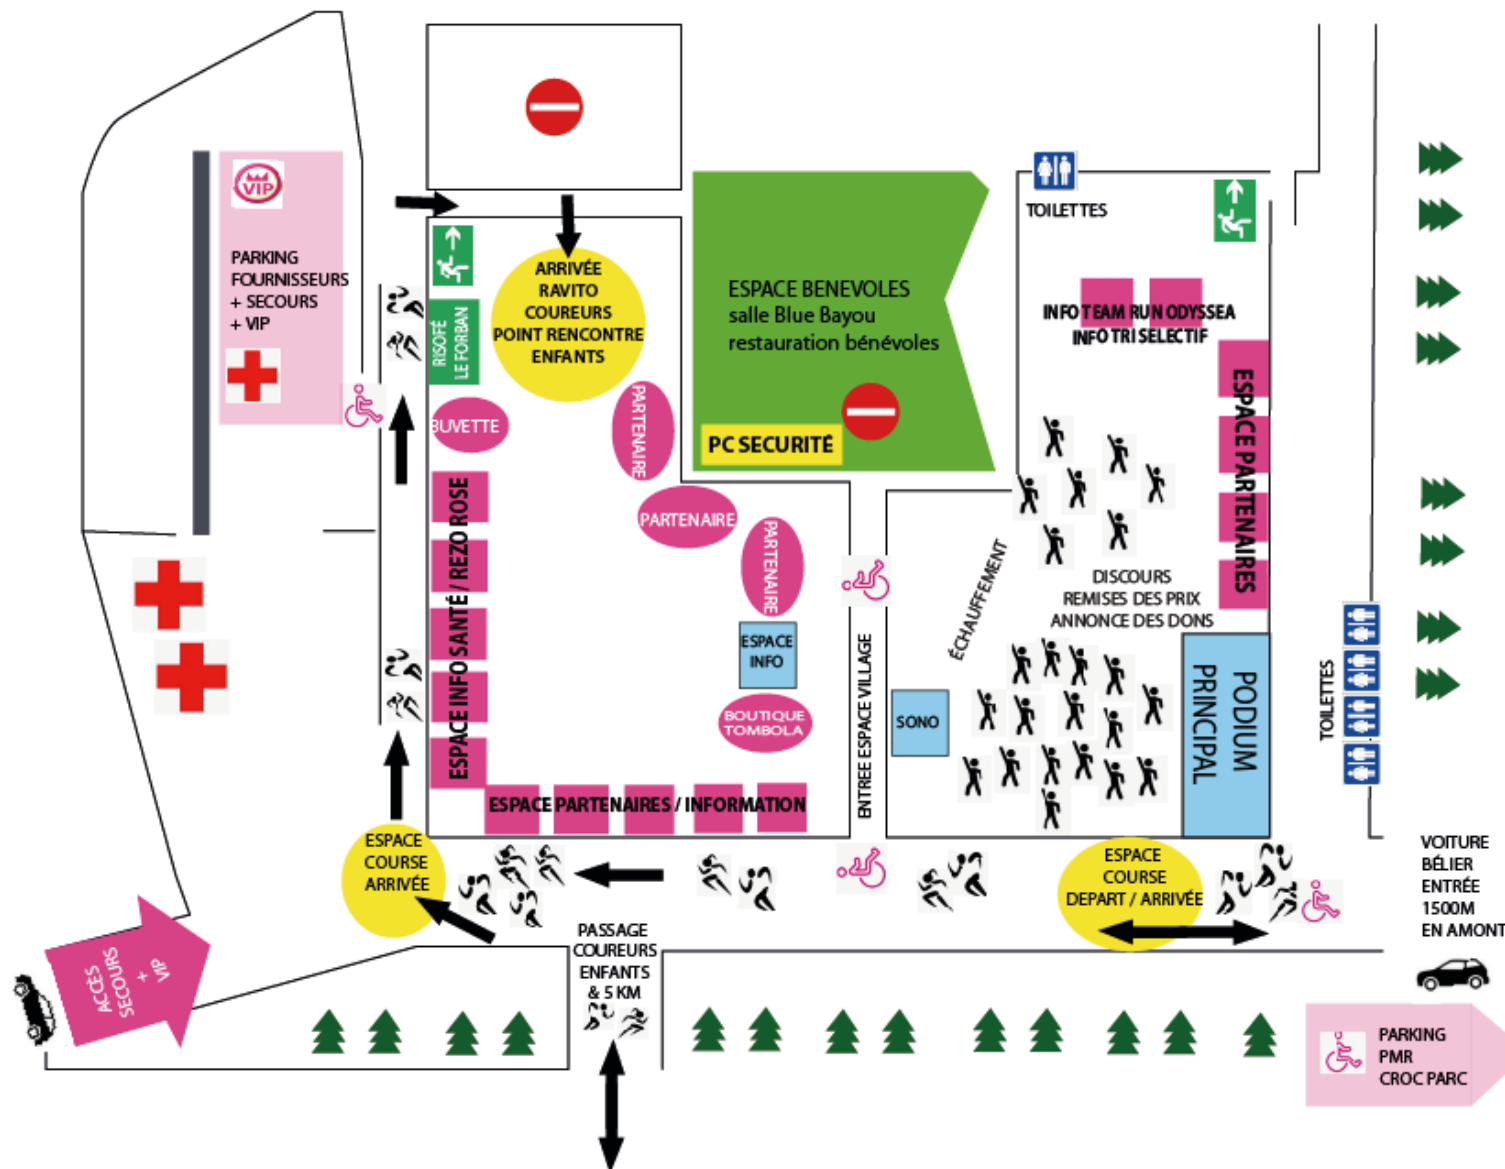 VIP
PARKING
FOURNISSEURS
+ SECOURS
+ VIP
RISOFÉ
LE FORBAN
ARRIVÉE
RAVITO
COUREURS
POINT RENCONTRE
ENFANTS
BUVETTE
PARTENAIRE
PARTENAIRE
PARTENAIRE
ESPACE BENEVOLES
salle Blue Bayou
restauration bénévoles
PC SECURITÉ
TOILETTES
INFO TEAM RUN ODYSSEA
INFO TRI SELECTIF
ESPACE PARTENAIRES
ÉCHAUFFEMENT
DISCOURS
REMISES DES PRIX
ANNONCE DES DONS
ESPACE INFO SANTÉ / REZO ROSE
ESPACE
INFO
BOUTIQUE
TOMBOLA
ENTREE ESPACE VILLAGE
SONO
PODIUM
PRINCIPAL
TOILETTES
ESPACE PARTENAIRES / INFORMATION
ESPACE
COURSE
ARRIVÉE
ESPACE
COURSE
DEPART / ARRIVÉE
VOITURE
BÉLIER
ENTRÉE
1500M
EN AMONT
PASSAGE
COUREURS
ENFANTS
& 5 KM
ACCÈS
SECOURS
+
VIP
PARKING
PMR
CROC PARC